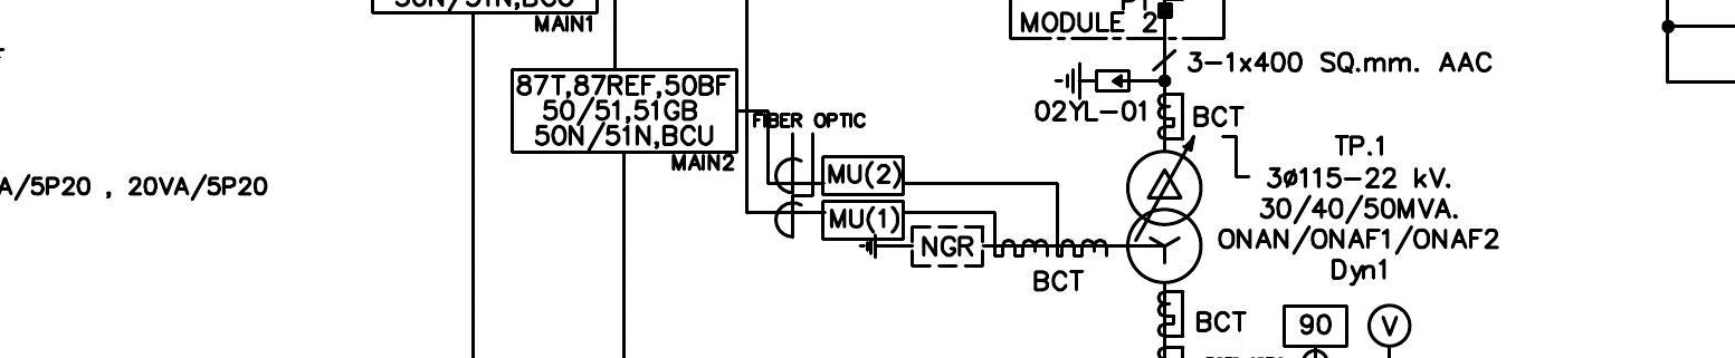 50N/51N,BCU
MAIN1
MODULE 2
P1
3-1x400 SQ.mm. AAC
87T,87REF,50BF
50/51,51GB
50N/51N,BCU
MAIN2
FIBER OPTIC
02YL-01
BCT
A/5P20 , 20VA/5P20
MU(2)
MU(1)
NGR
BCT
TP.1
3ø115-22 kV.
30/40/50MVA.
ONAN/ONAF1/ONAF2
Dyn1
BCT
90
V